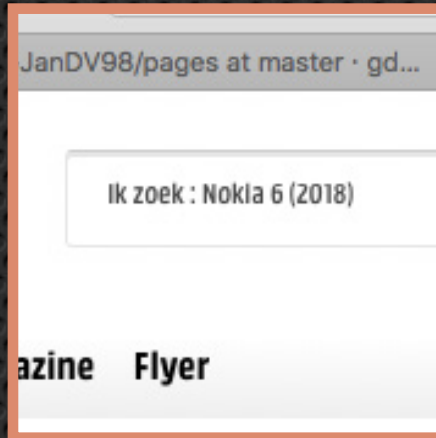 JanDV98/pages at master · gd...
Ik zoek : Nokia 6 (2018)
azine Flyer